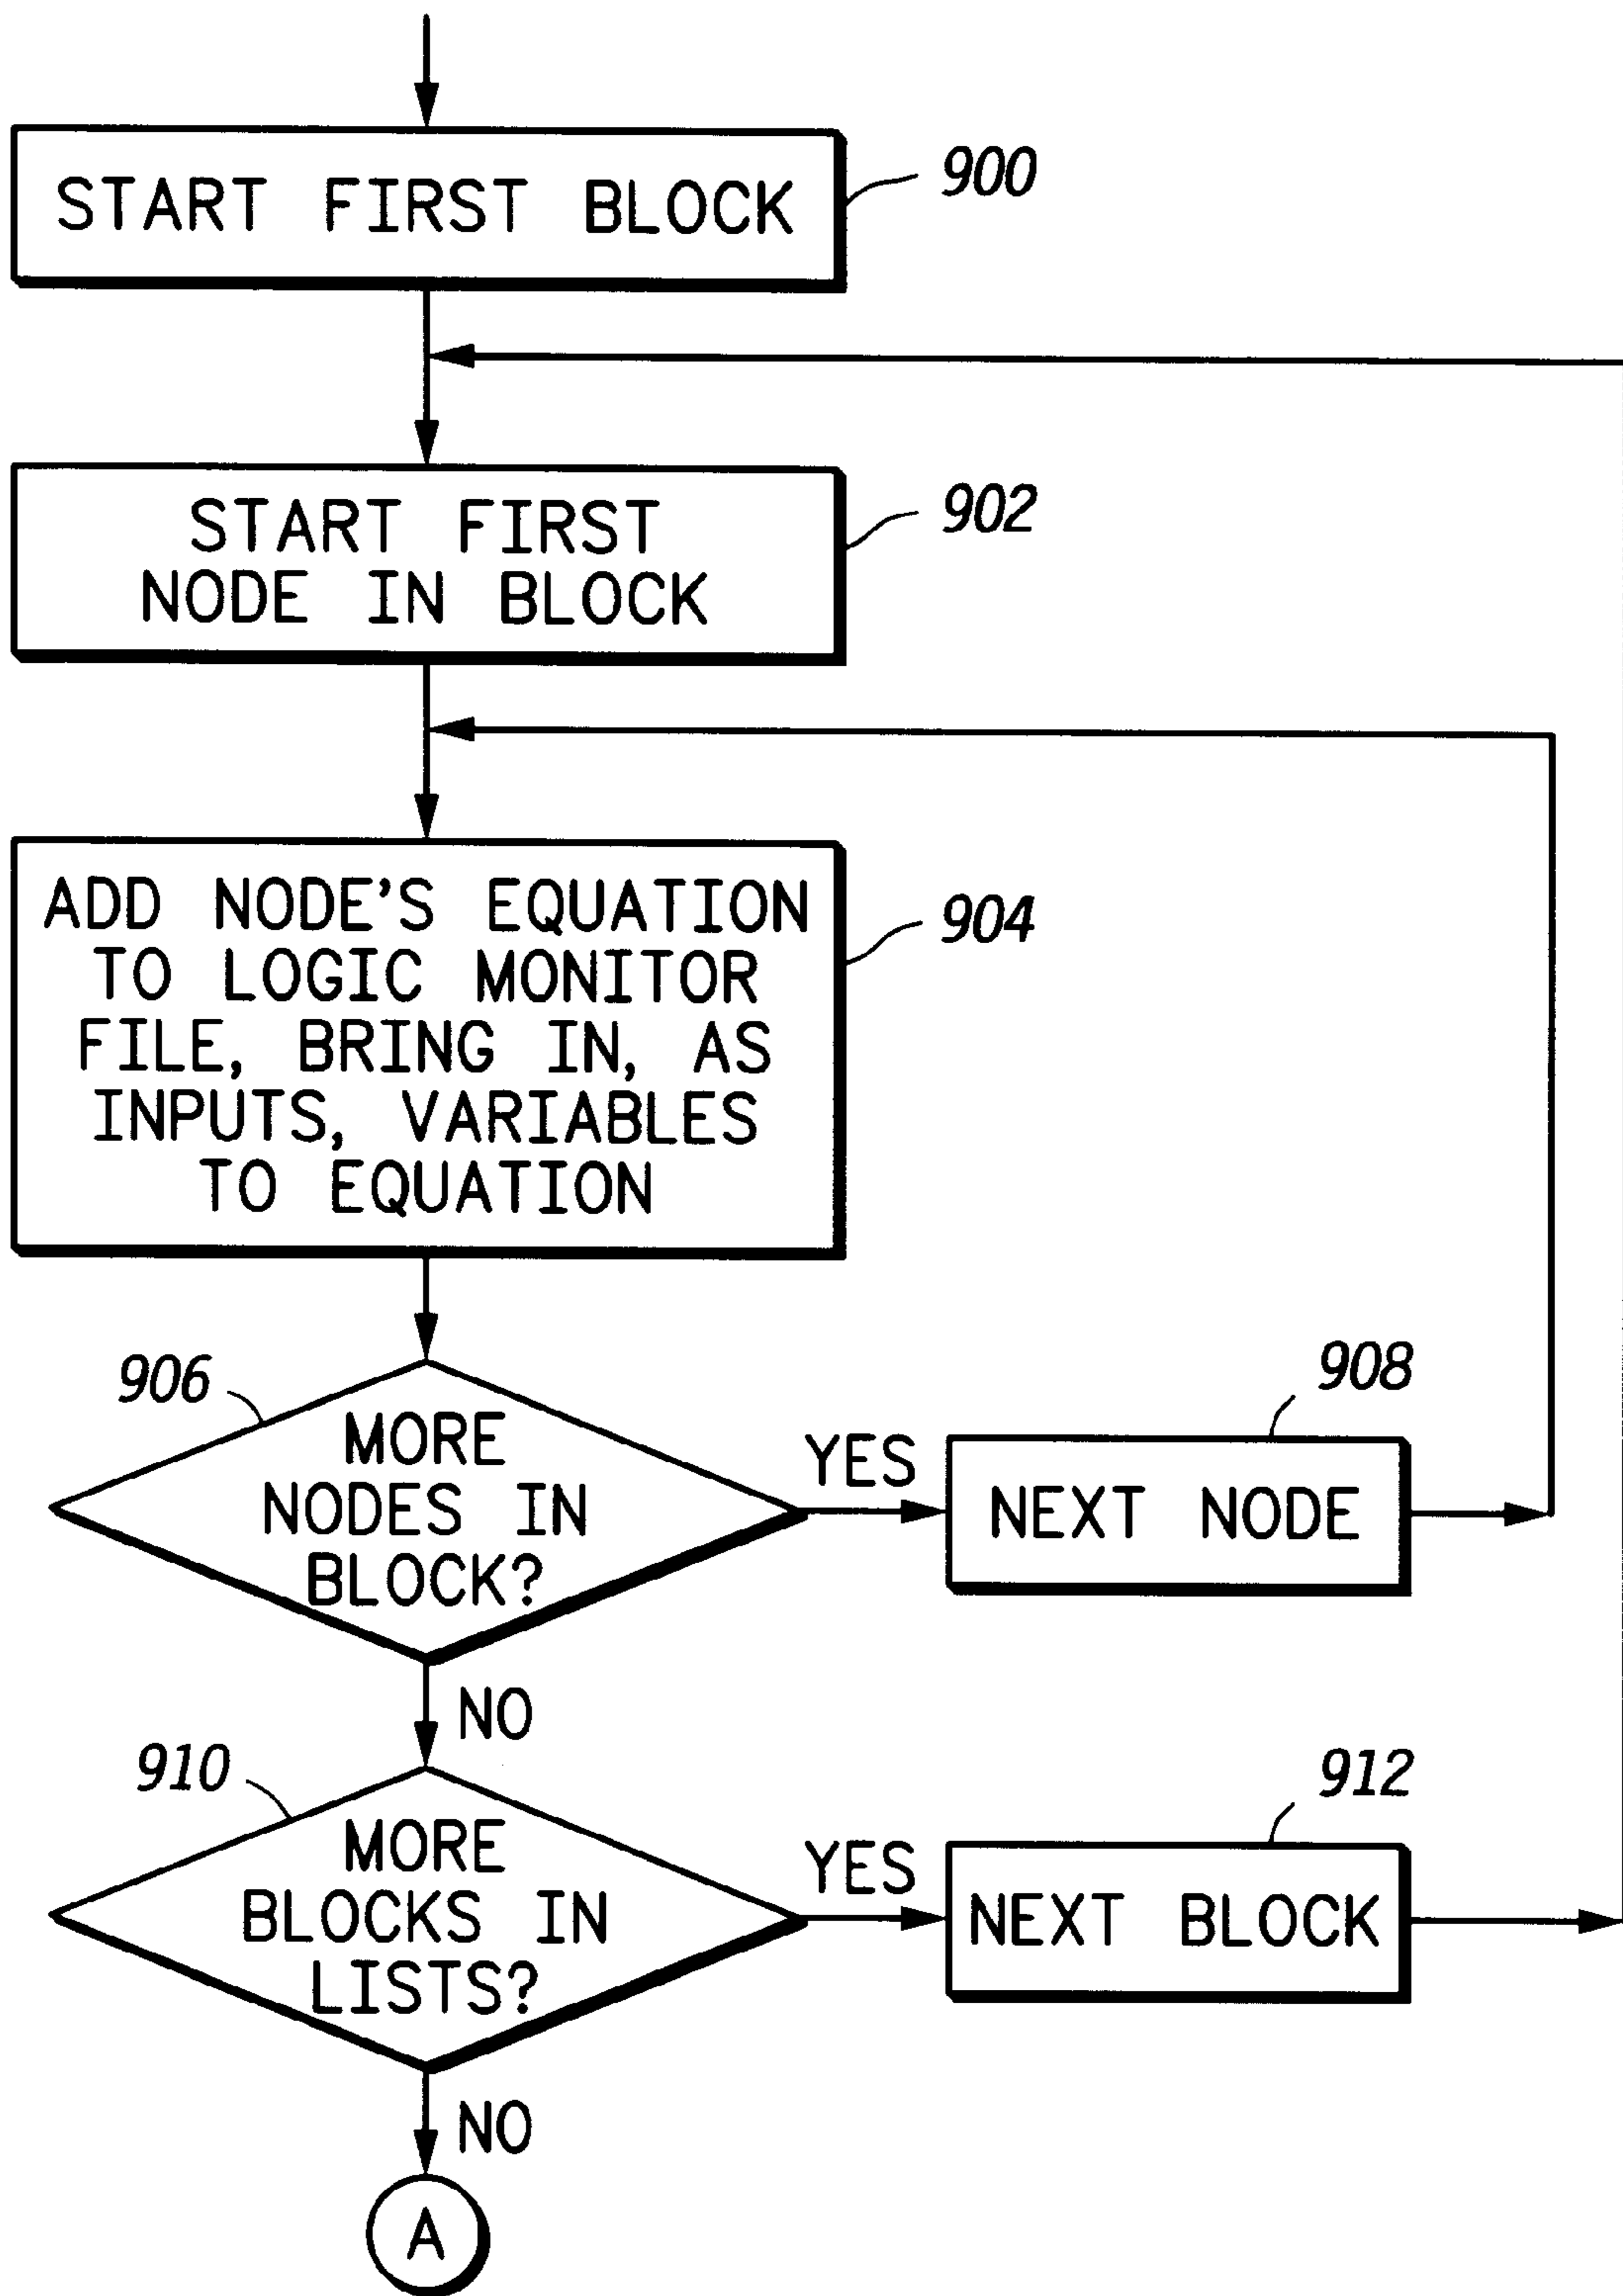 START FIRST BLOCK
900
START FIRST
NODE IN BLOCK
902
ADD NODE'S EQUATION
TO LOGIC MONITOR
FILE, BRING IN, AS
INPUTS, VARIABLES
TO EQUATION
904
906
MORE
NODES IN
BLOCK?
YES
908
NEXT NODE
NO
910
MORE
BLOCKS IN
LISTS?
YES
912
NEXT BLOCK
NO
A